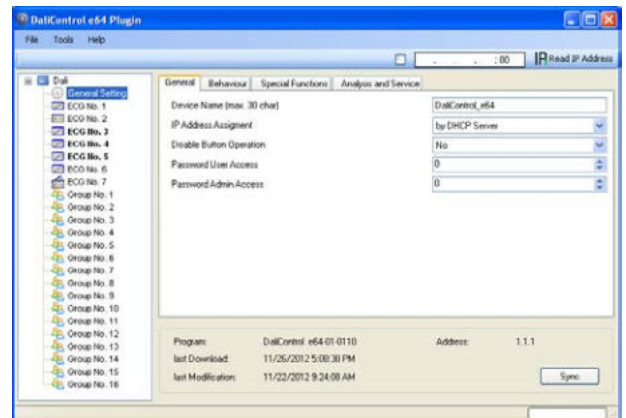 DaliControl e64 Plugin
File Tools Help
. . . : 80 IP Read IP Address
Dali
General Setting
ECG No. 1
ECG No. 2
ECG No. 3
ECG No. 4
ECG No. 5
ECG No. 6
ECG No. 7
Group No. 1
Group No. 2
Group No. 3
Group No. 4
Group No. 5
Group No. 6
Group No. 7
Group No. 8
Group No. 9
Group No. 10
Group No. 11
Group No. 12
Group No. 13
Group No. 14
Group No. 15
Group No. 16
General Behaviour Special Functions Analysis and Service
Device Name (max. 30 char) DaliControl_e64
IP Address Assigment by DHCP Server
Disable Button Operation No
Password User Access 0
Password Admin Access 0
Program: DaliControl e64-01-0110 Address: 1.1.1
last Download: 11/26/2012 5:08:38 PM
last Modification: 11/22/2012 9:24:08 AM
Sync